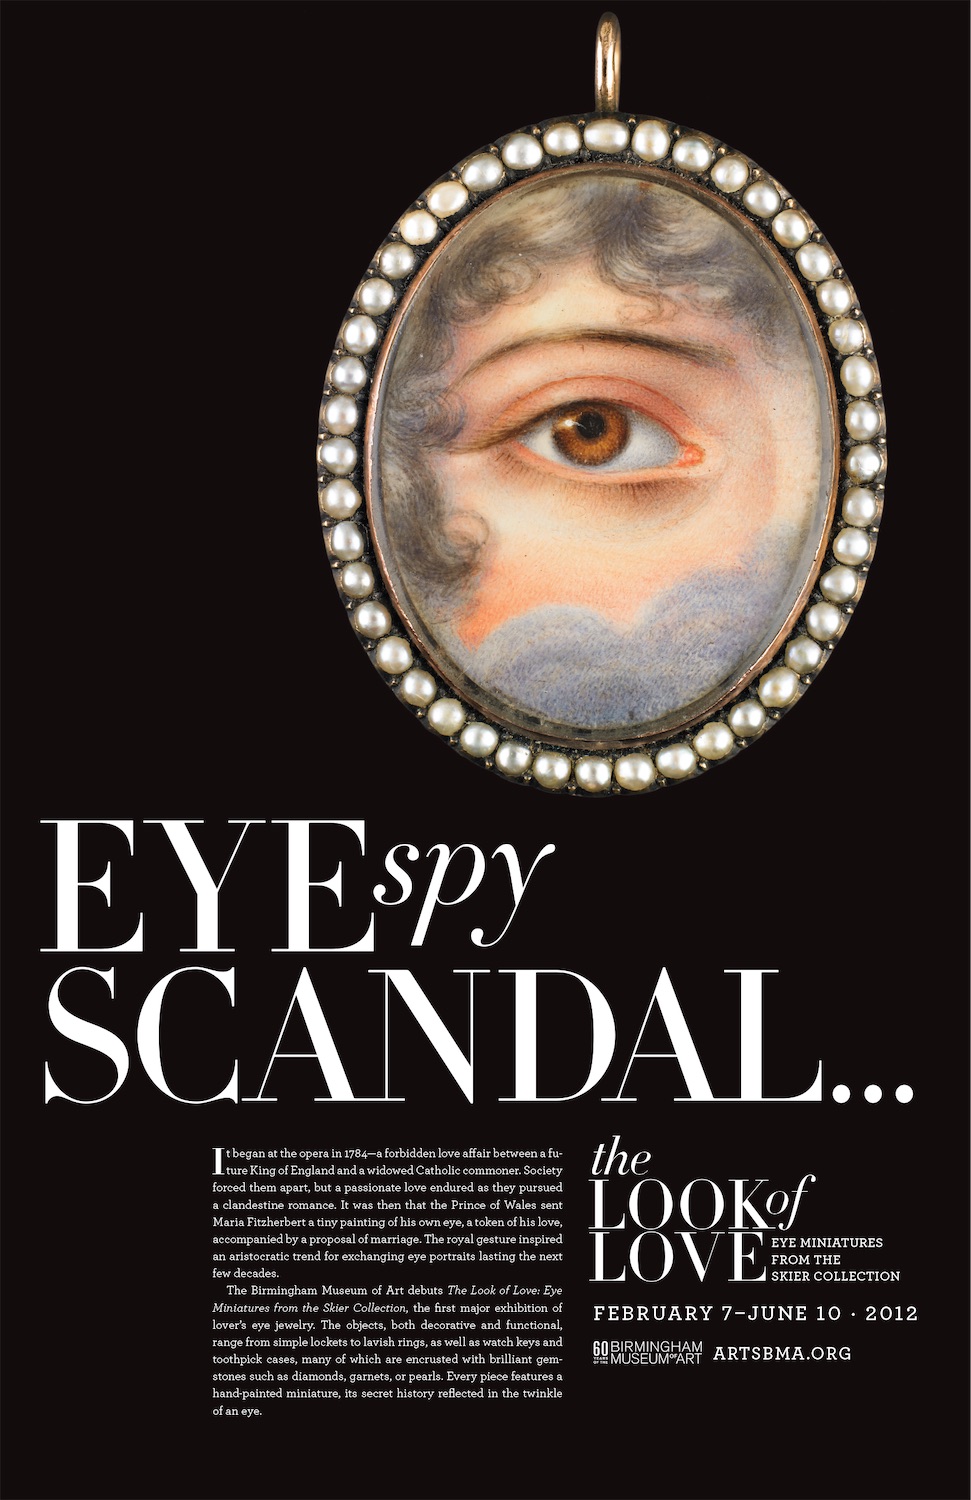 EYE spy
SCANDAL...
It began at the opera in 1784—a forbidden love affair between a fu-
ture King of England and a widowed Catholic commoner. Society
forced them apart, but a passionate love endured as they pursued
a clandestine romance. It was then that the Prince of Wales sent
Maria Fitzherbert a tiny painting of his own eye, a token of his love,
accompanied by a proposal of marriage. The royal gesture inspired
an aristocratic trend for exchanging eye portraits lasting the next
few decades.
The Birmingham Museum of Art debuts The Look of Love: Eye
Miniatures from the Skier Collection, the first major exhibition of
lover's eye jewelry. The objects, both decorative and functional,
range from simple lockets to lavish rings, as well as watch keys and
toothpick cases, many of which are encrusted with brilliant gem-
stones such as diamonds, garnets, or pearls. Every piece features a
hand-painted miniature, its secret history reflected in the twinkle
of an eye.
the
LOOK of
LOVE
EYE MINIATURES
FROM THE
SKIER COLLECTION
FEBRUARY 7–JUNE 10 · 2012
60
YEARS
OF THE
BIRMINGHAM
MUSEUM OF ART
ARTSBMA.ORG